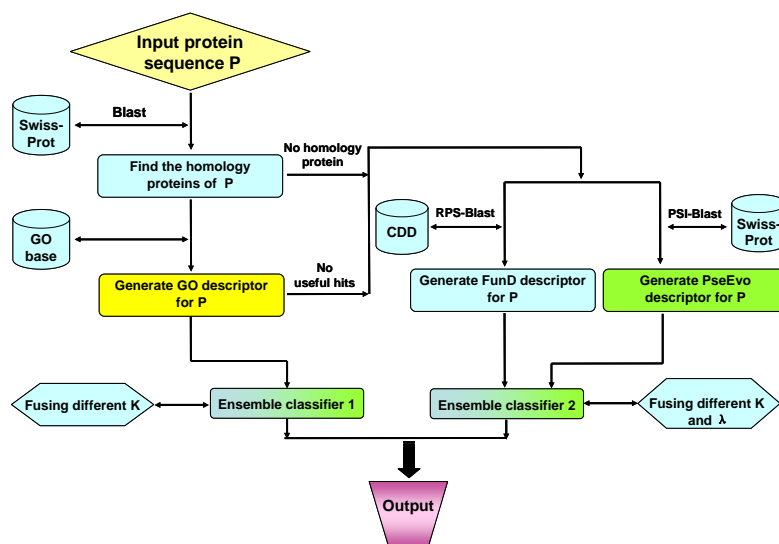 Input protein
sequence P
Blast
Swiss-
Prot
No homology
protein
Find the homology
proteins of P
GO
base
No
useful hits
Generate GO descriptor
for P
CDD
RPS-Blast
PSI-Blast
Swiss-
Prot
Generate FunD descriptor
for P
Generate PseEvo
descriptor for P
Fusing different K
Ensemble classifier 1
Ensemble classifier 2
Fusing different K
and λ
Output